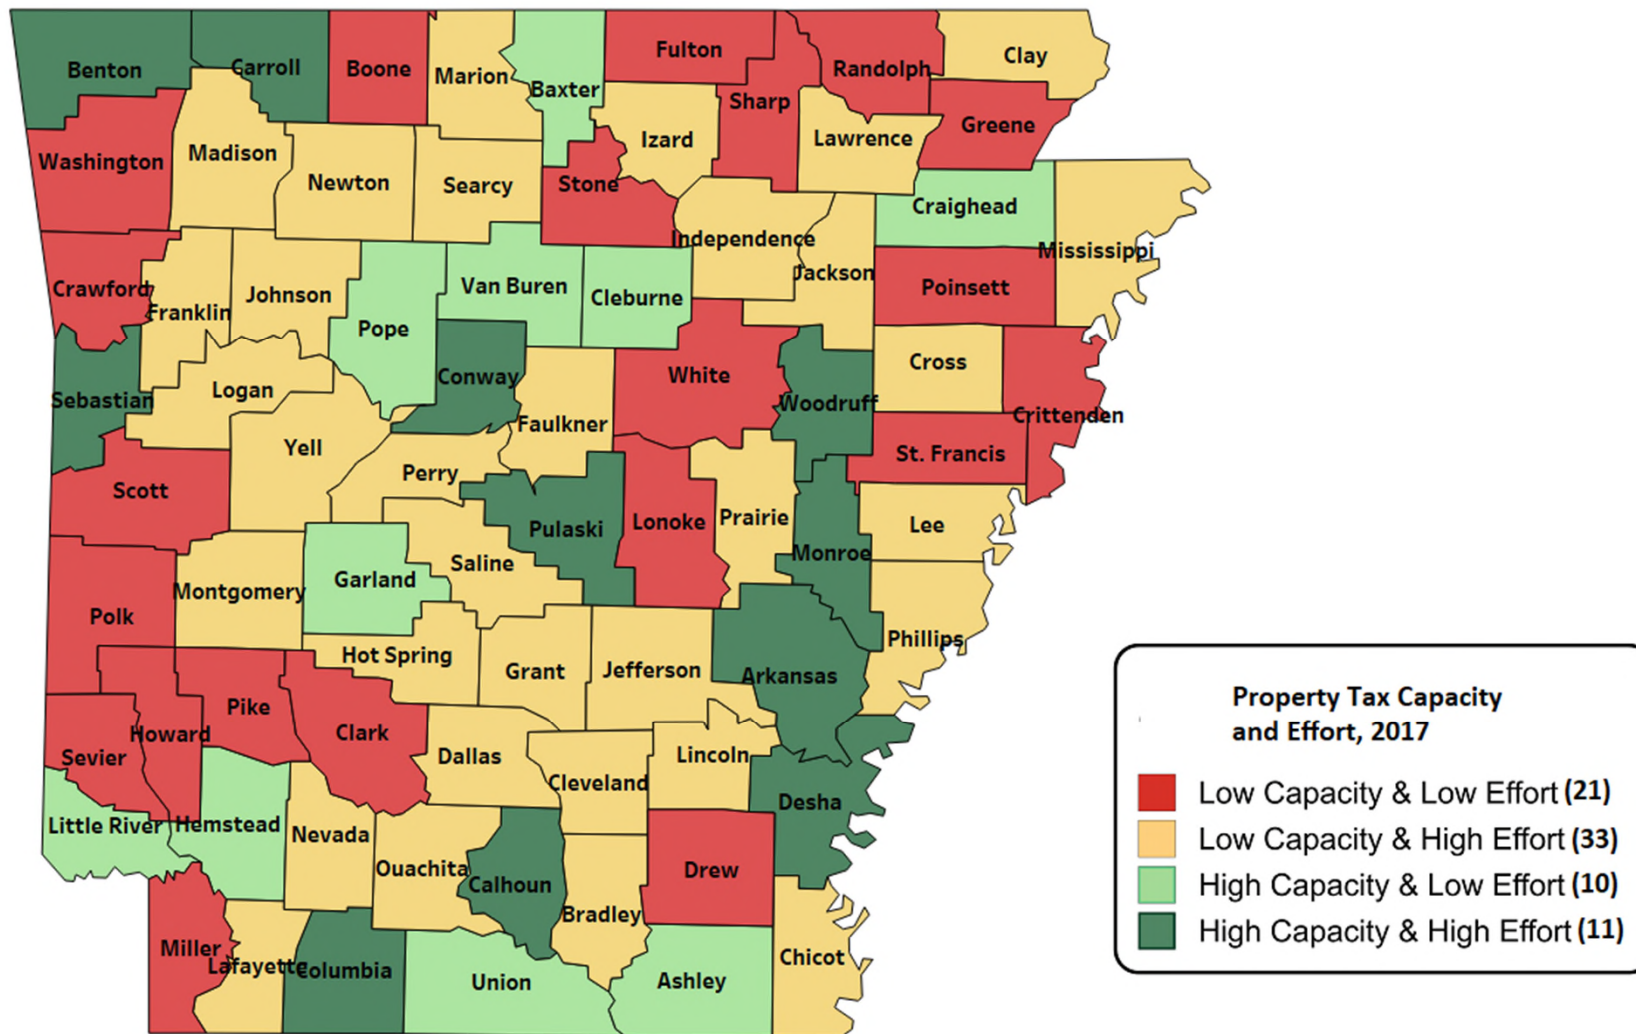 Benton
Carroll
Boone
Marion
Baxter
Fulton
Sharp
Randolph
Clay
Greene
Izard
Lawrence
Washington
Madison
Newton
Searcy
Stone
Independence
Jackson
Craighead
Mississippi
Crawford
Franklin
Johnson
Pope
Van Buren
Cleburne
Poinsett
White
Woodruff
Cross
Crittenden
Sebastian
Logan
Conway
Faulkner
St. Francis
Yell
Perry
Scott
Pulaski
Lonoke
Prairie
Monroe
Lee
Polk
Montgomery
Garland
Saline
Phillips
Hot Spring
Grant
Jefferson
Arkansas
Sevier
Howard
Pike
Clark
Dallas
Cleveland
Lincoln
Desha
Little River
Hemstead
Nevada
Ouachita
Calhoun
Bradley
Drew
Miller
Lafayette
Columbia
Union
Ashley
Chicot
Property Tax Capacity
and Effort, 2017
Low Capacity & Low Effort (21)
Low Capacity & High Effort (33)
High Capacity & Low Effort (10)
High Capacity & High Effort (11)